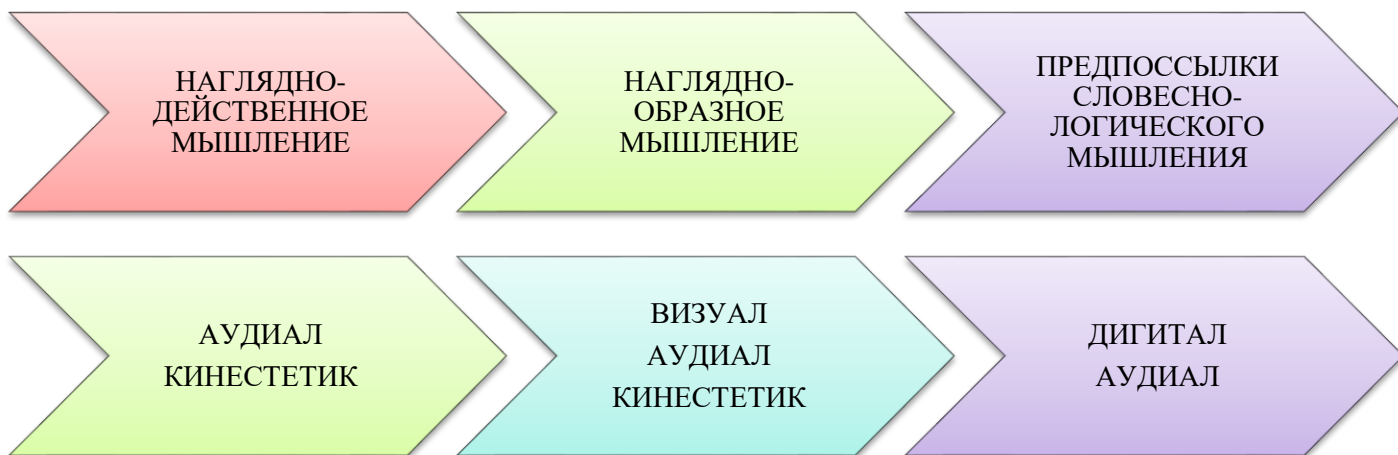 НАГЛЯДНО-
ДЕЙСТВЕННОЕ
МЫШЛЕНИЕ
НАГЛЯДНО-
ОБРАЗНОЕ
МЫШЛЕНИЕ
ПРЕДПОССЫЛКИ
СЛОВЕСНО-
ЛОГИЧЕСКОГО
МЫШЛЕНИЯ
АУДИАЛ
КИНЕСТЕТИК
ВИЗУАЛ
АУДИАЛ
КИНЕСТЕТИК
ДИГИТАЛ
АУДИАЛ